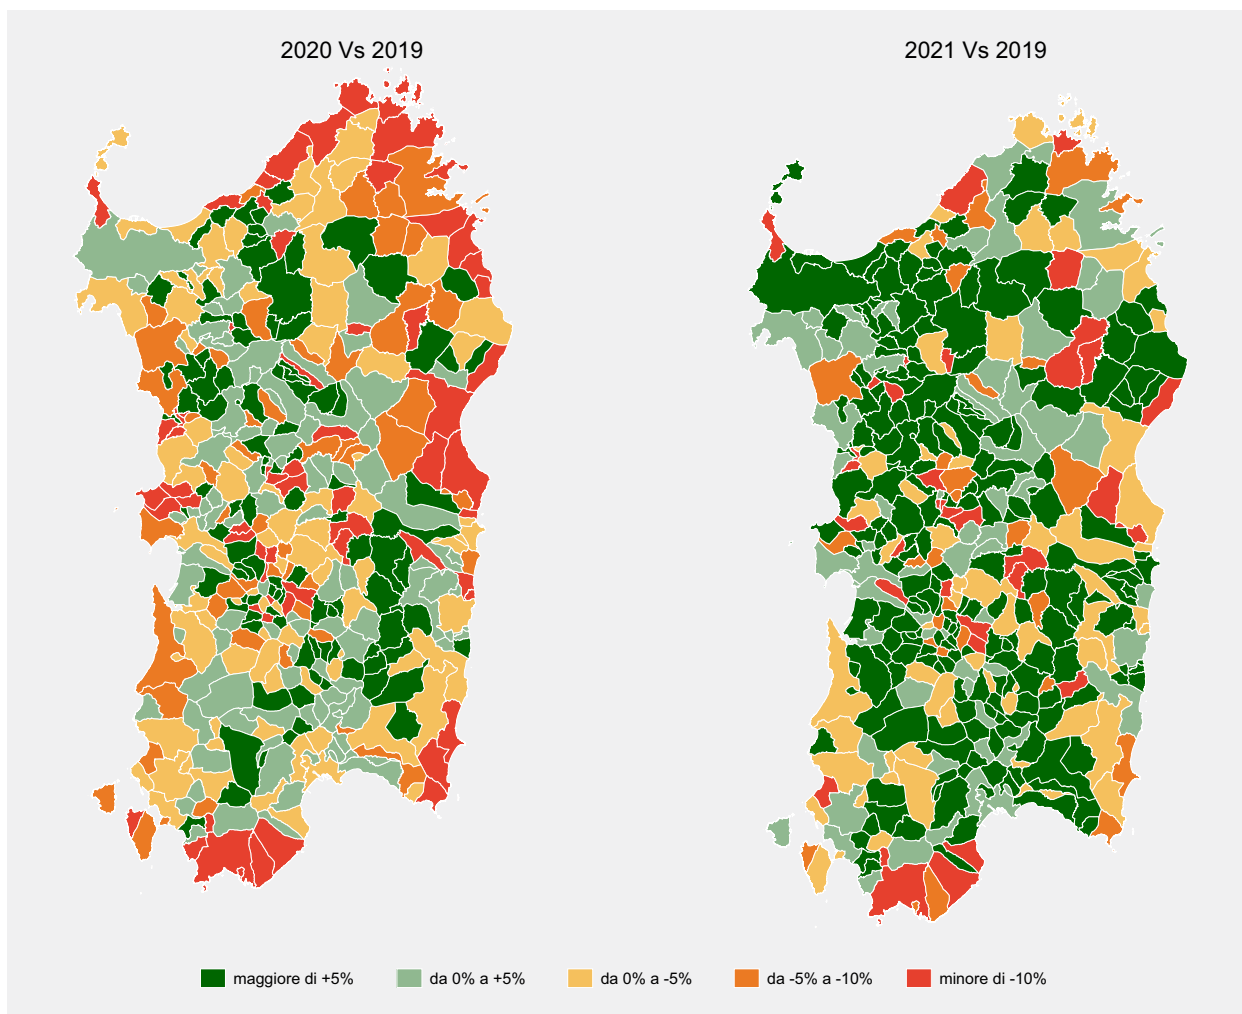 2020 Vs 2019
2021 Vs 2019
maggiore di +5%
da 0% a +5%
da 0% a -5%
da -5% a -10%
minore di -10%